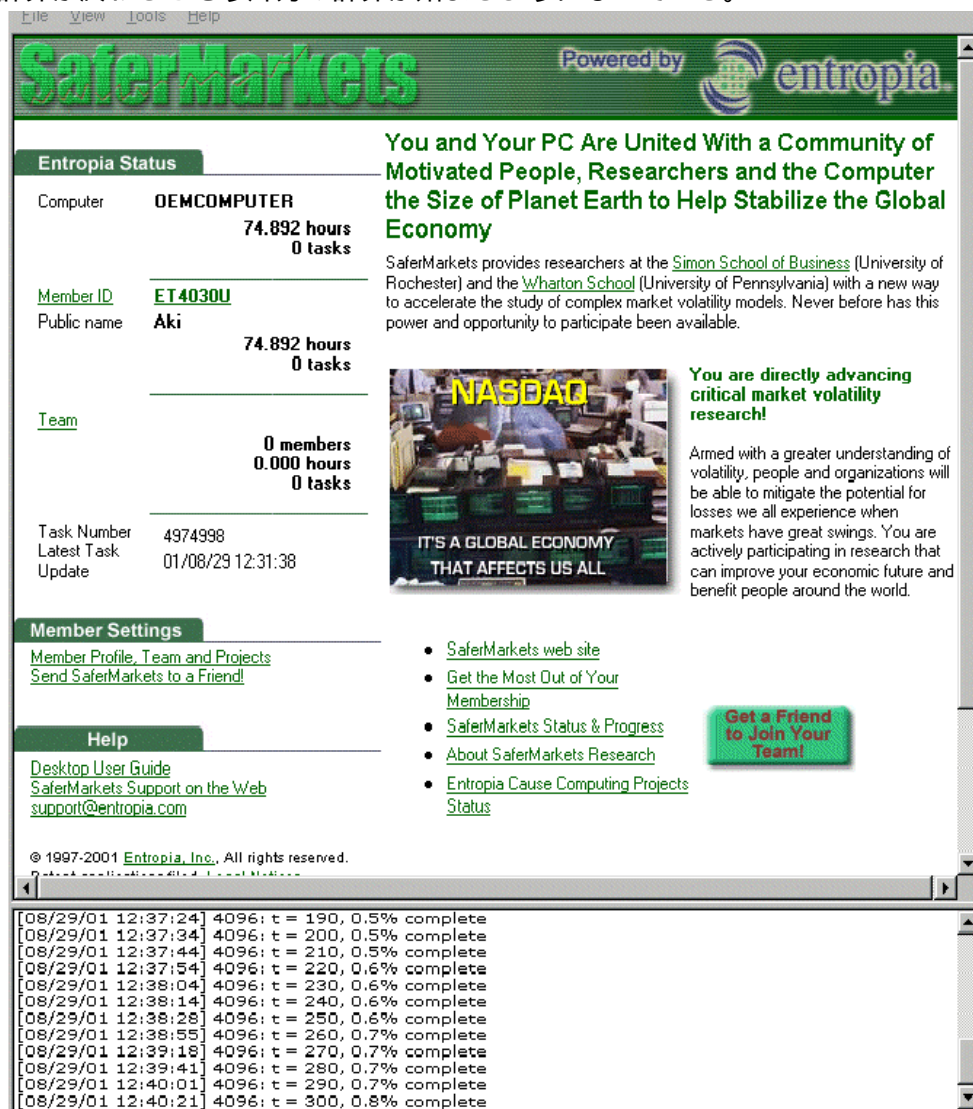 File View Tools Help
SaferMarkets
Powered by entropia.
Entropia Status
Computer OEMCOMPUTER
74.892 hours
0 tasks
Member ID ET4030U
Public name Aki
74.892 hours
0 tasks
Team
0 members
0.000 hours
0 tasks
Task Number 4974998
Latest Task
Update 01/08/29 12:31:38
Member Settings
Member Profile, Team and Projects
Send SaferMarkets to a Friend!
Help
Desktop User Guide
SaferMarkets Support on the Web
support@entropia.com
© 1997-2001 Entropia, Inc., All rights reserved.
Patent applications filed. Legal Notices
You and Your PC Are United With a Community of
Motivated People, Researchers and the Computer
the Size of Planet Earth to Help Stabilize the Global
Economy
SaferMarkets provides researchers at the Simon School of Business (University of
Rochester) and the Wharton School (University of Pennsylvania) with a new way
to accelerate the study of complex market volatility models. Never before has this
power and opportunity to participate been available.
NASDAQ
IT'S A GLOBAL ECONOMY
THAT AFFECTS US ALL
You are directly advancing
critical market volatility
research!
Armed with a greater understanding of
volatility, people and organizations will
be able to mitigate the potential for
losses we all experience when
markets have great swings. You are
actively participating in research that
can improve your economic future and
benefit people around the world.
SaferMarkets web site
Get the Most Out of Your
Membership
SaferMarkets Status & Progress
About SaferMarkets Research
Entropia Cause Computing Projects
Status
Get a Friend
to Join Your
Team!
[08/29/01 12:37:24] 4096: t = 190, 0.5% complete
[08/29/01 12:37:34] 4096: t = 200, 0.5% complete
[08/29/01 12:37:44] 4096: t = 210, 0.5% complete
[08/29/01 12:37:54] 4096: t = 220, 0.6% complete
[08/29/01 12:38:04] 4096: t = 230, 0.6% complete
[08/29/01 12:38:14] 4096: t = 240, 0.6% complete
[08/29/01 12:38:28] 4096: t = 250, 0.6% complete
[08/29/01 12:38:55] 4096: t = 260, 0.7% complete
[08/29/01 12:39:18] 4096: t = 270, 0.7% complete
[08/29/01 12:39:41] 4096: t = 280, 0.7% complete
[08/29/01 12:40:01] 4096: t = 290, 0.7% complete
[08/29/01 12:40:21] 4096: t = 300, 0.8% complete